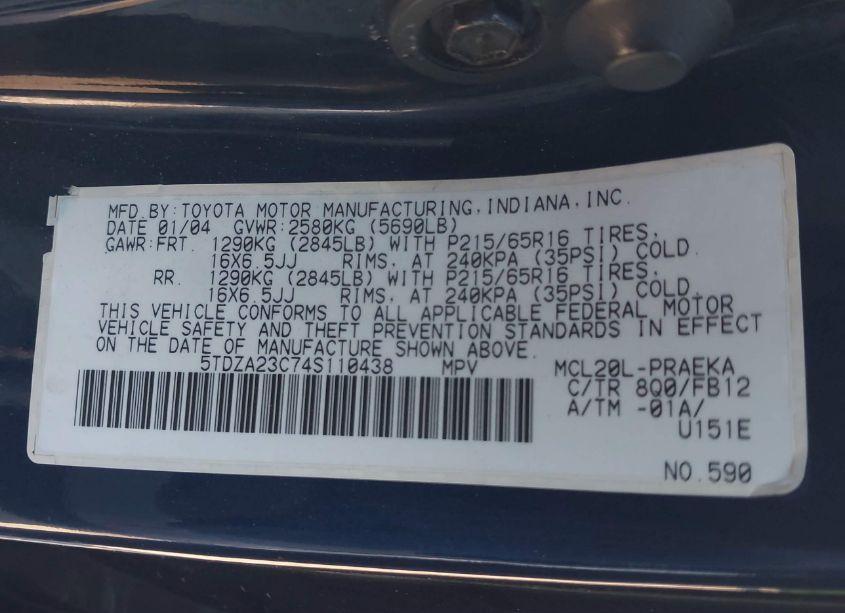 MFD.BY:TOYOTA MOTOR MANUFACTURING,INDIANA,INC.
DATE 01/04 GVWR:2580KG (5690LB)
GAWR:FRT. 1290KG (2845LB) WITH P215/65R16 TIRES,
16X6.5JJ RIMS, AT 240KPA (35PSI) COLD.
RR. 1290KG (2845LB) WITH P215/65R16 TIRES,
16X6.5JJ RIMS, AT 240KPA (35PSI) COLD.
THIS VEHICLE CONFORMS TO ALL APPLICABLE FEDERAL MOTOR
VEHICLE SAFETY AND THEFT PREVENTION STANDARDS IN EFFECT
ON THE DATE OF MANUFACTURE SHOWN ABOVE.
5TDZA23C74S110438 MPV MCL20L-PRAEKA
C/TR 8Q0/FB12
A/TM -01A/
U151E
NO.590